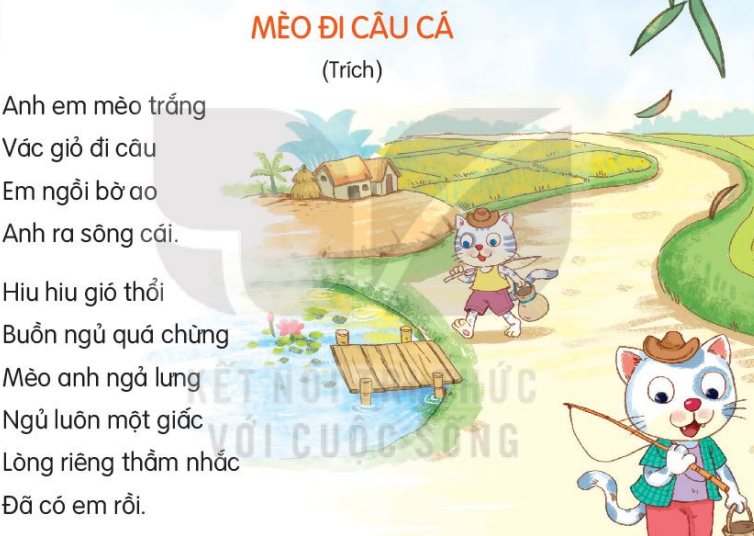 MÈO ĐI CÂU CÁ
(Trích)
Anh em mèo trắng
Vác giỏ đi câu
Em ngồi bờ ao
Anh ra sông cái.
Hiu hiu gió thổi
Buồn ngủ quá chừng
Mèo anh ngả lưng
Ngủ luôn một giấc
Lòng riêng thầm nhắc
Đã có em rồi.
KẾT NỐI TRI THỨC
VỚI CUỘC SỐNG